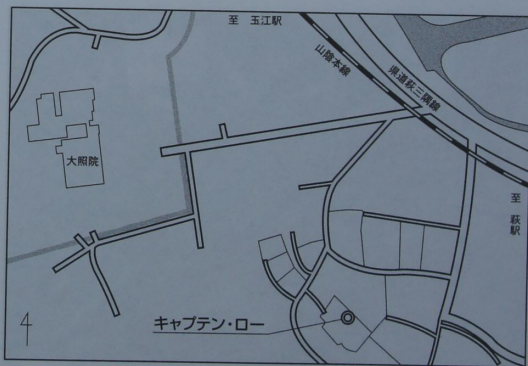 至 玉江駅
山陰本線
県道萩三隅線
大照院
至 萩駅
キャプテン・ロー